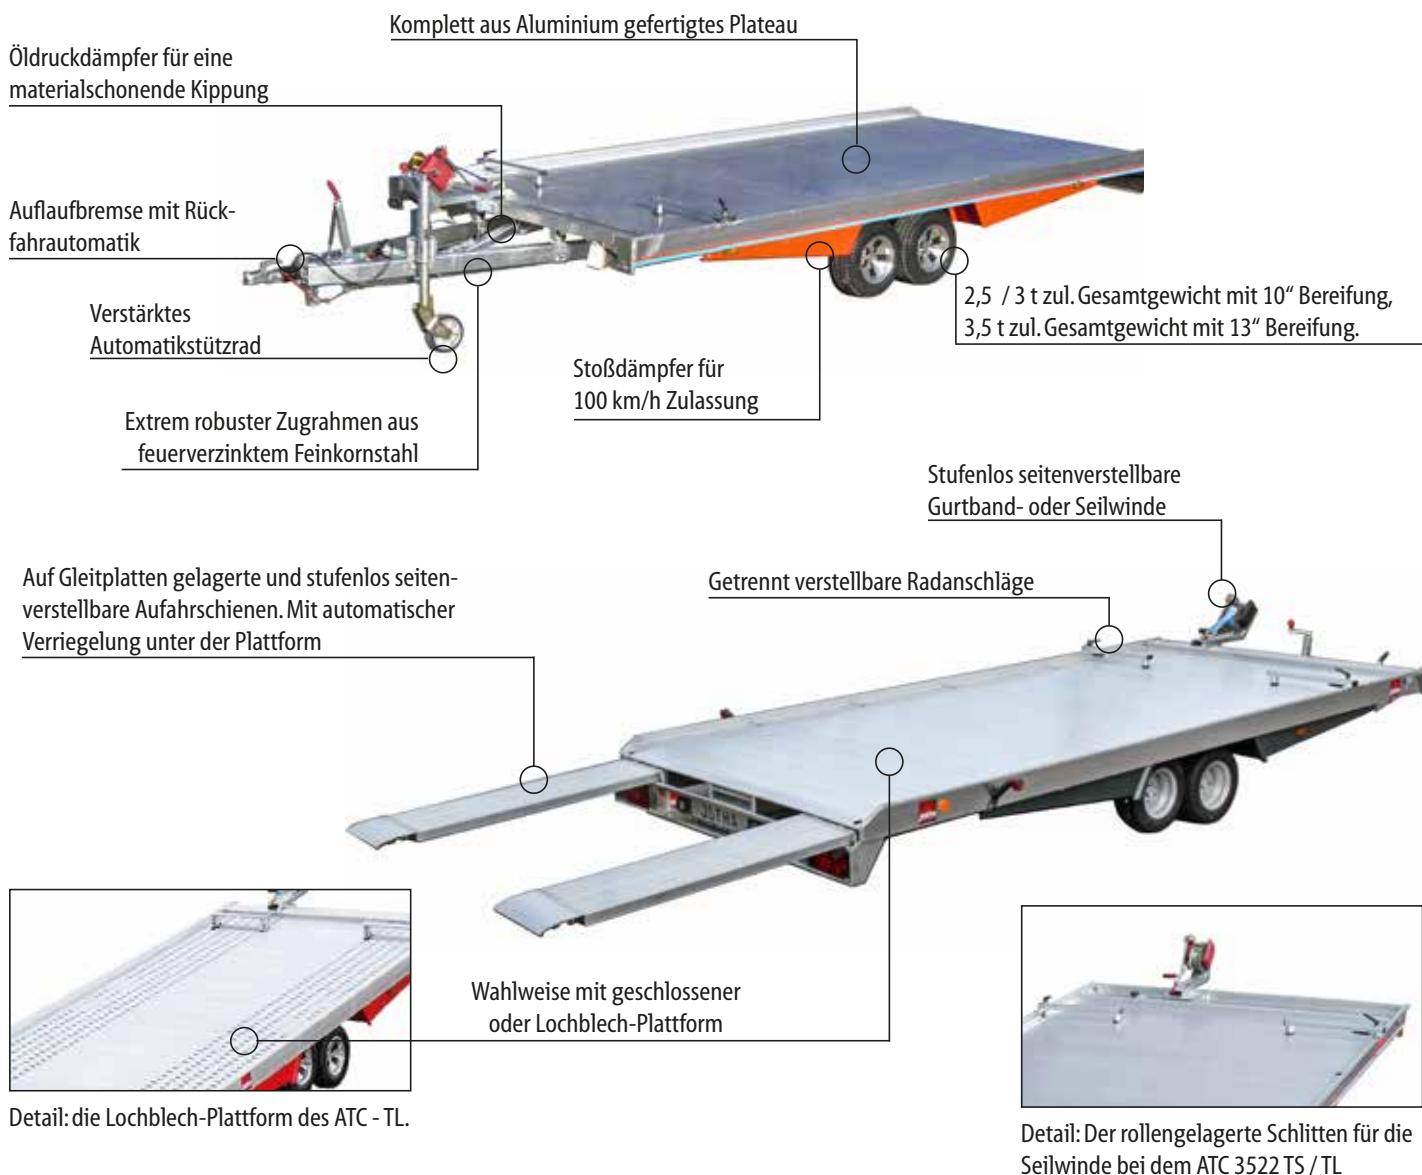 Komplett aus Aluminium gefertigtes Plateau
Öldruckdämpfer für eine
materialschonende Kippung
Auflaufbremse mit Rück-
fahrautomatik
Verstärktes
Automatikstützrad
2,5 / 3 t zul. Gesamtgewicht mit 10“ Bereifung,
3,5 t zul. Gesamtgewicht mit 13“ Bereifung.
Stoßdämpfer für
100 km/h Zulassung
Extrem robuster Zugrahmen aus
feuerverzinktem Feinkornstahl
Stufenlos seitenverstellbare
Gurtband- oder Seilwinde
Auf Gleitplatten gelagerte und stufenlos seiten-
verstellbare Aufahrschienen. Mit automatischer
Verriegelung unter der Plattform
Getrennt verstellbare Radanschläge
Wahlweise mit geschlossener
oder Lochblech-Plattform
Detail: die Lochblech-Plattform des ATC - TL.
Detail: Der rollengelagerte Schlitten für die
Seilwinde bei dem ATC 3522 TS / TL